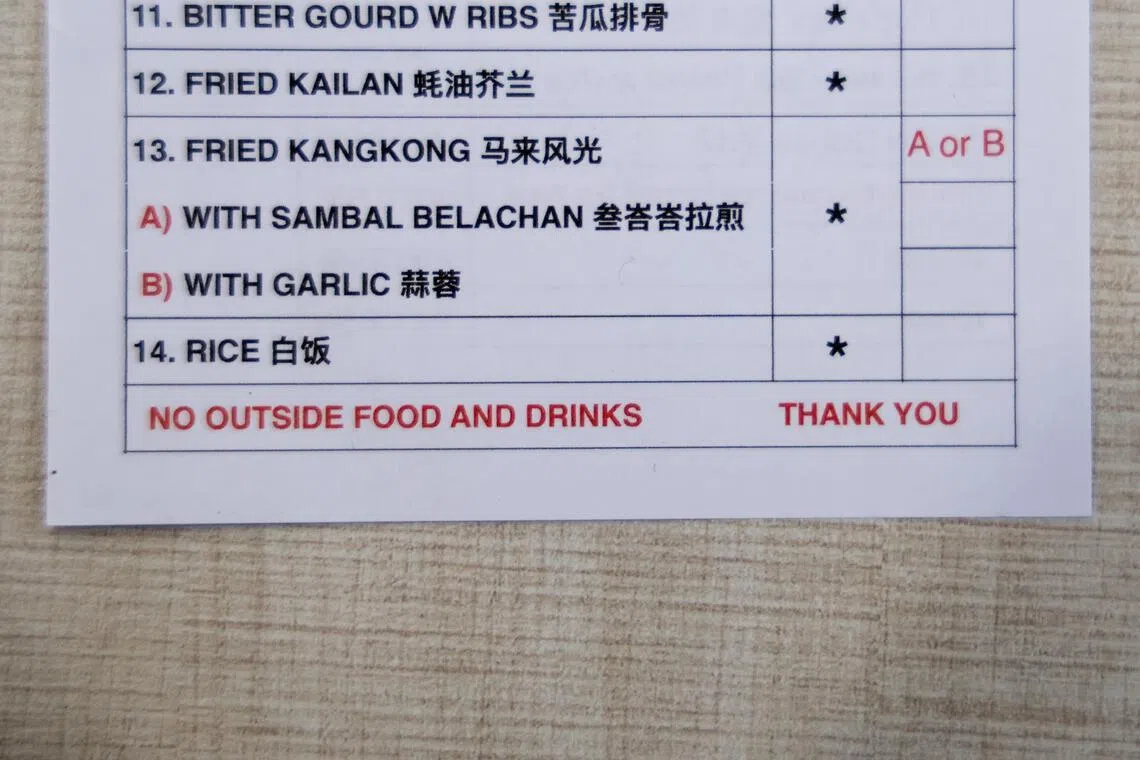 11. BITTER GOURD W RIBS 苦瓜排骨 *
12. FRIED KAILAN 蚝油芥兰 *
13. FRIED KANGKONG 马来风光 A or B
A) WITH SAMBAL BELACHAN 叁峇峇拉煎 *
B) WITH GARLIC 蒜蓉
14. RICE 白饭 *
NO OUTSIDE FOOD AND DRINKS THANK YOU